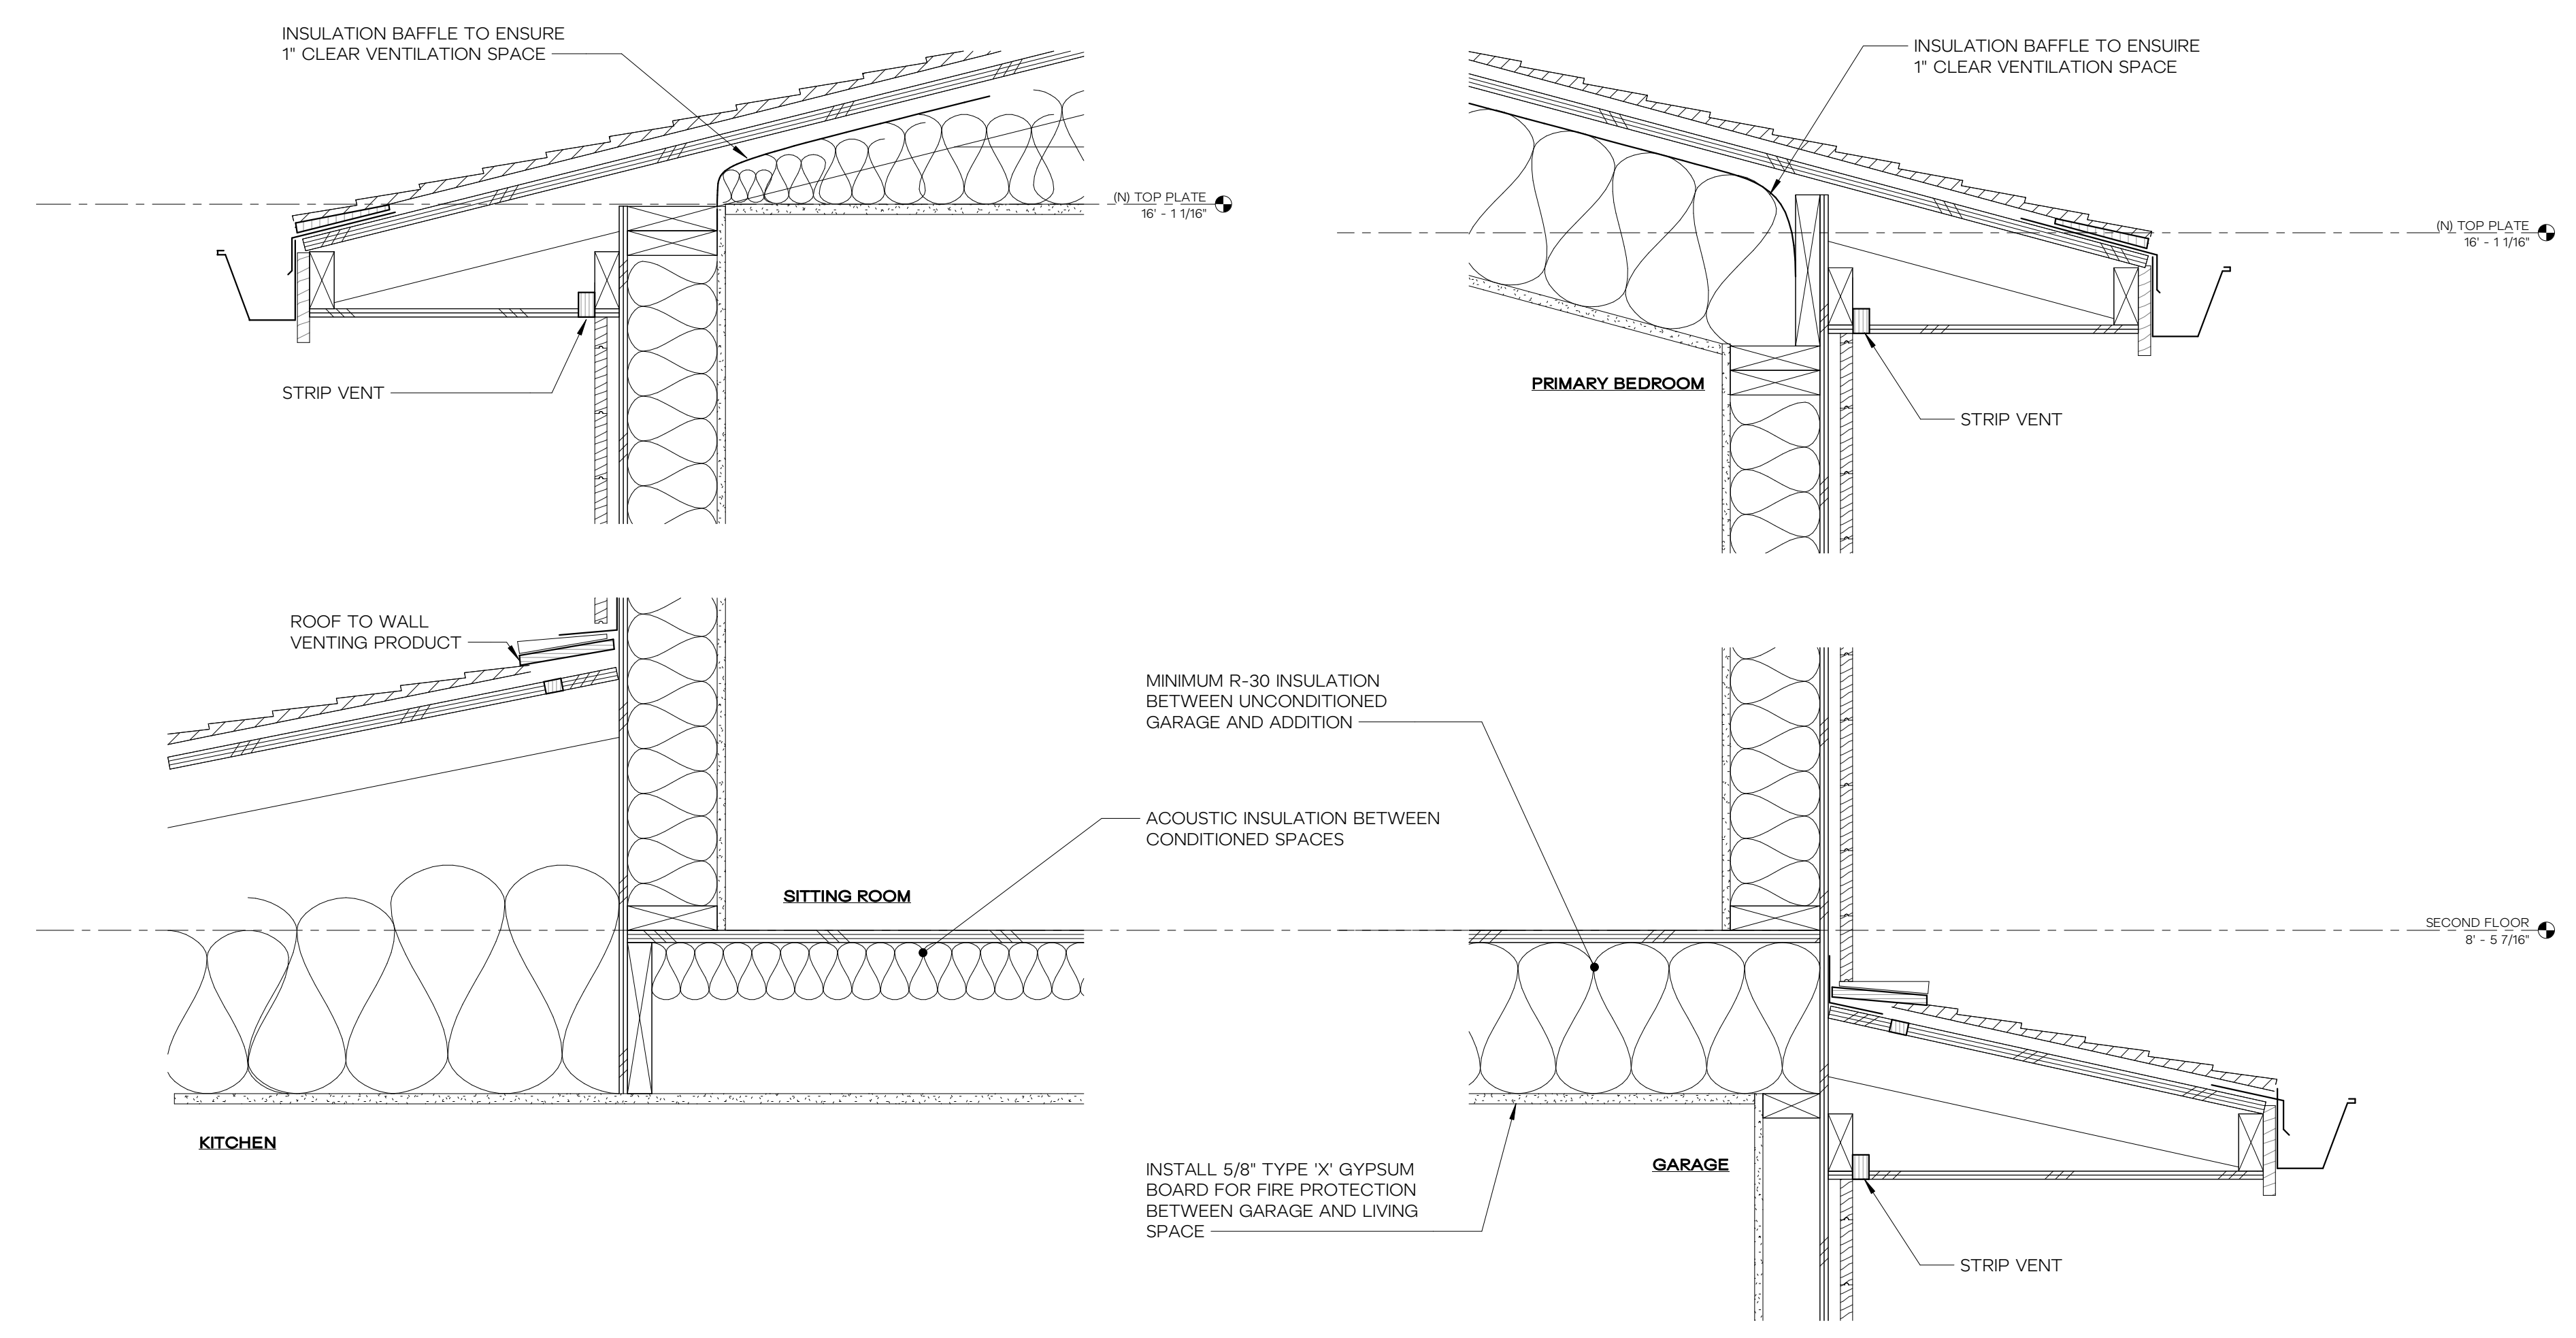 INSULATION BAFFLE TO ENSURE
1" CLEAR VENTILATION SPACE
INSULATION BAFFLE TO ENSUIRE
1" CLEAR VENTILATION SPACE
(N) TOP PLATE
16' - 1 1/16"
(N) TOP PLATE
16' - 1 1/16"
STRIP VENT
PRIMARY BEDROOM
STRIP VENT
ROOF TO WALL
VENTING PRODUCT
MINIMUM R-30 INSULATION
BETWEEN UNCONDITIONED
GARAGE AND ADDITION
ACOUSTIC INSULATION BETWEEN
CONDITIONED SPACES
SITTING ROOM
SECOND FLOOR
8' - 5 7/16"
KITCHEN
INSTALL 5/8" TYPE 'X' GYPSUM
BOARD FOR FIRE PROTECTION
BETWEEN GARAGE AND LIVING
SPACE
GARAGE
STRIP VENT